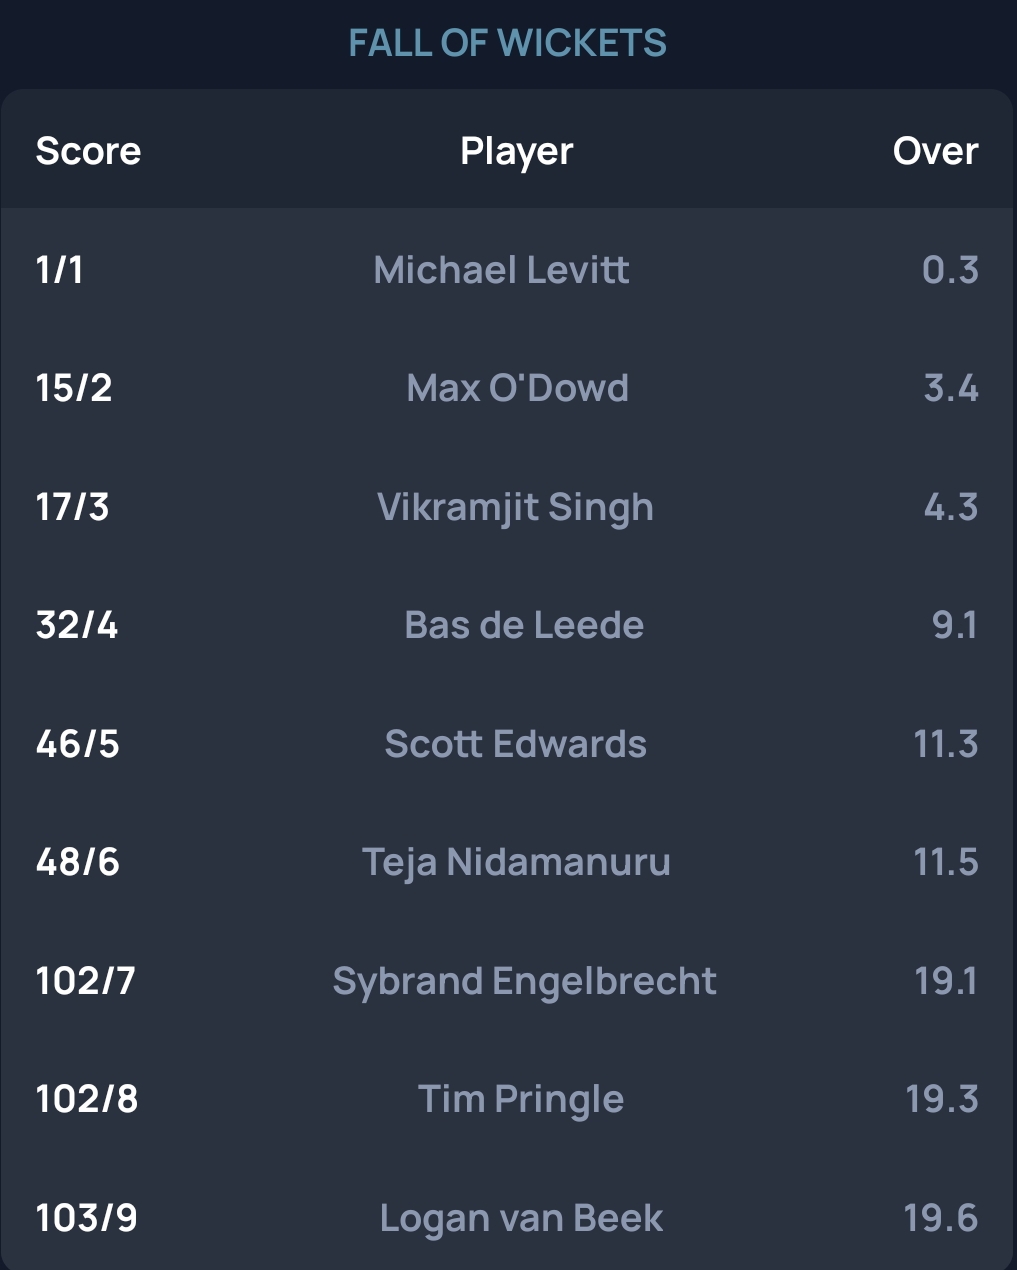 FALL OF WICKETS
Score Player Over
1/1 Michael Levitt 0.3
15/2 Max O'Dowd 3.4
17/3 Vikramjit Singh 4.3
32/4 Bas de Leede 9.1
46/5 Scott Edwards 11.3
48/6 Teja Nidamanuru 11.5
102/7 Sybrand Engelbrecht 19.1
102/8 Tim Pringle 19.3
103/9 Logan van Beek 19.6